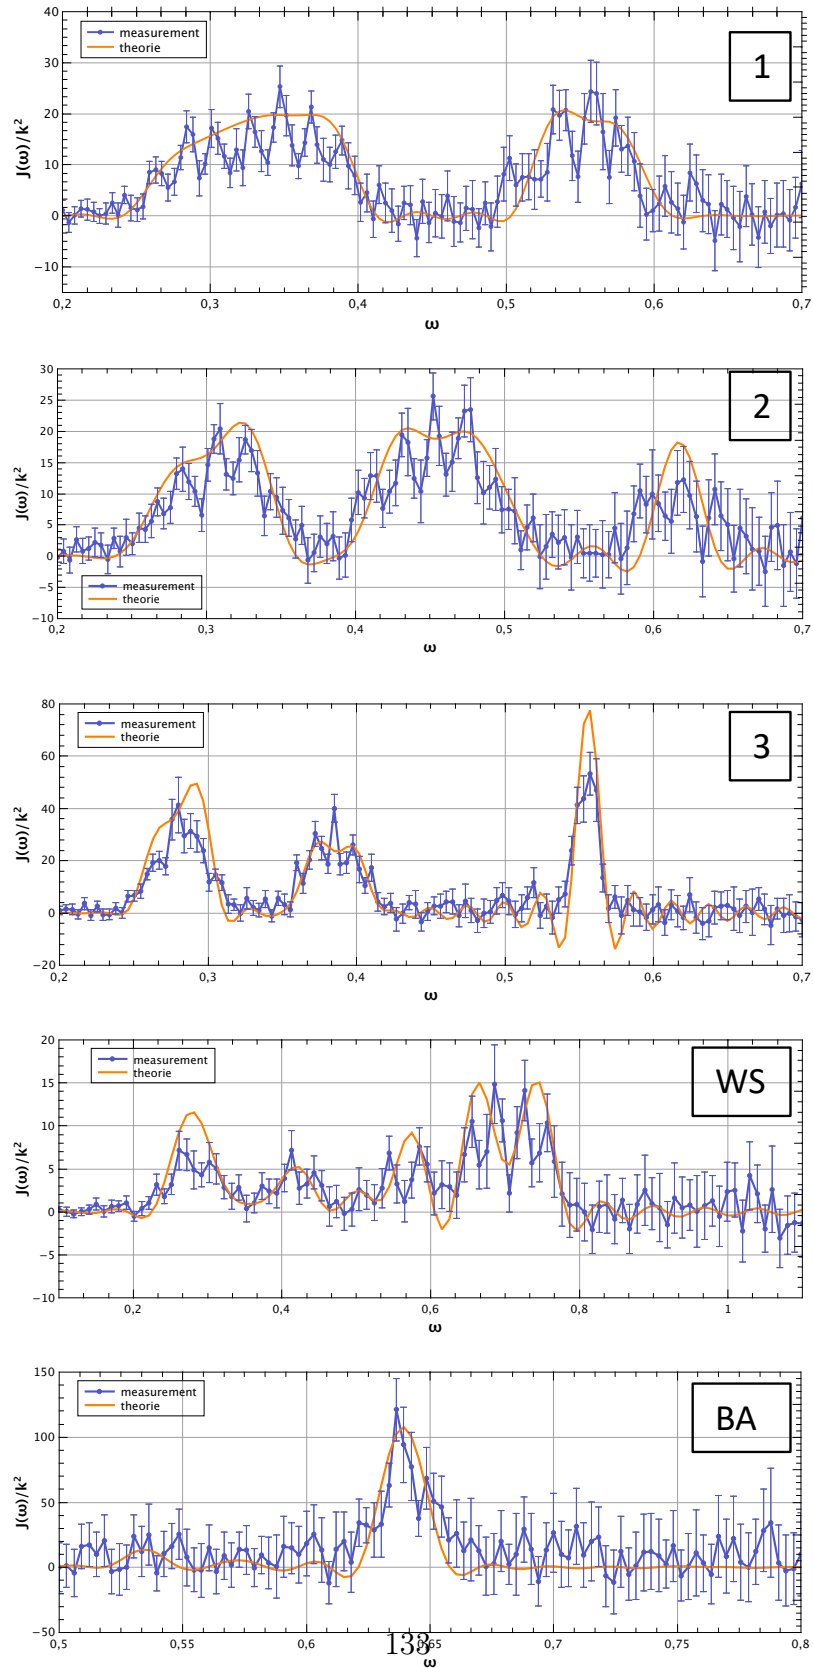 40
measurement
theorie
1
30
20
10
0
−10
J(ω)/k²
0,2 0,3 0,4 0,5 0,6 0,7
ω
30
2
25
20
15
10
5
0
−5
−10
J(ω)/k²
measurement
theorie
0,2 0,3 0,4 0,5 0,6 0,7
ω
80
measurement
theorie
3
60
40
20
0
−20
J(ω)/k²
0,2 0,3 0,4 0,5 0,6 0,7
ω
20
measurement
theorie
WS
15
10
5
0
−5
−10
J(ω)/k²
0,2 0,4 0,6 0,8 1
ω
150
measurement
theorie
BA
100
50
0
−50
J(ω)/k²
0,5 0,55 0,6 0,65 0,7 0,75 0,8
ω
133